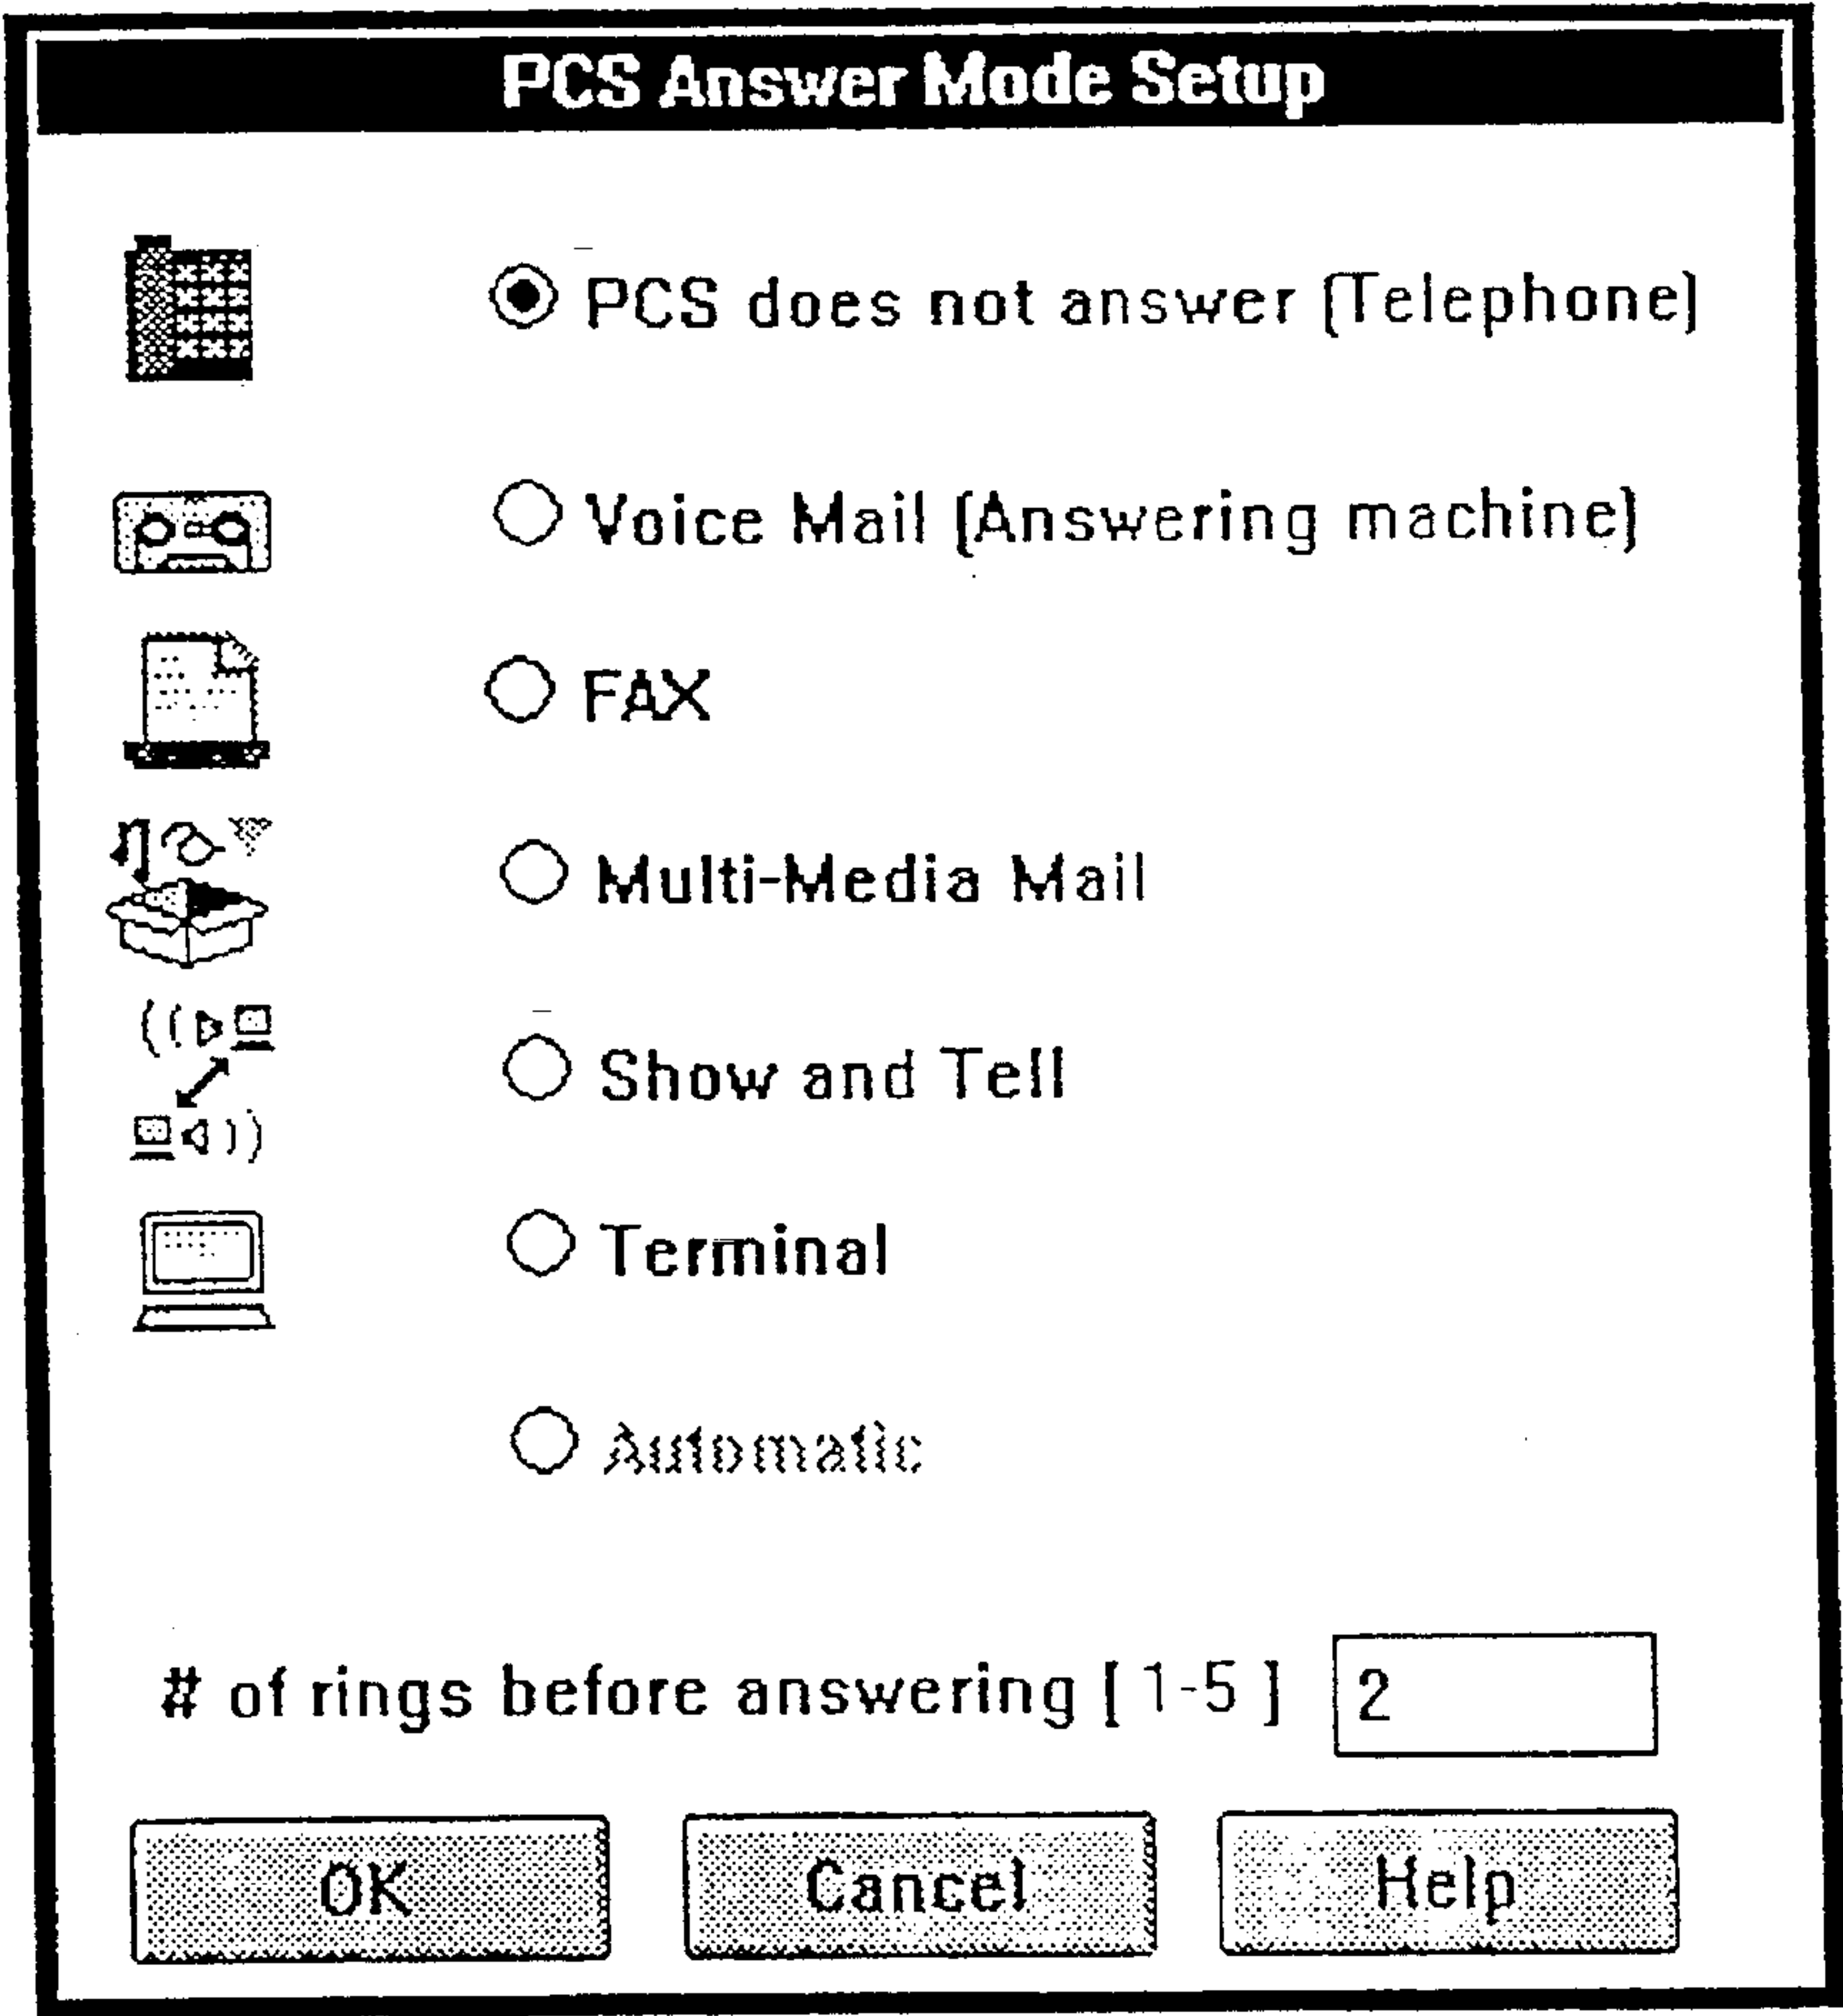 PCS Answer Mode Setup
PCS does not answer (Telephone)
Voice Mail (Answering machine)
FAX
Multi-Media Mail
Show and Tell
Terminal
Automatic
# of rings before answering [ 1-5 ] 2
OK Cancel Help